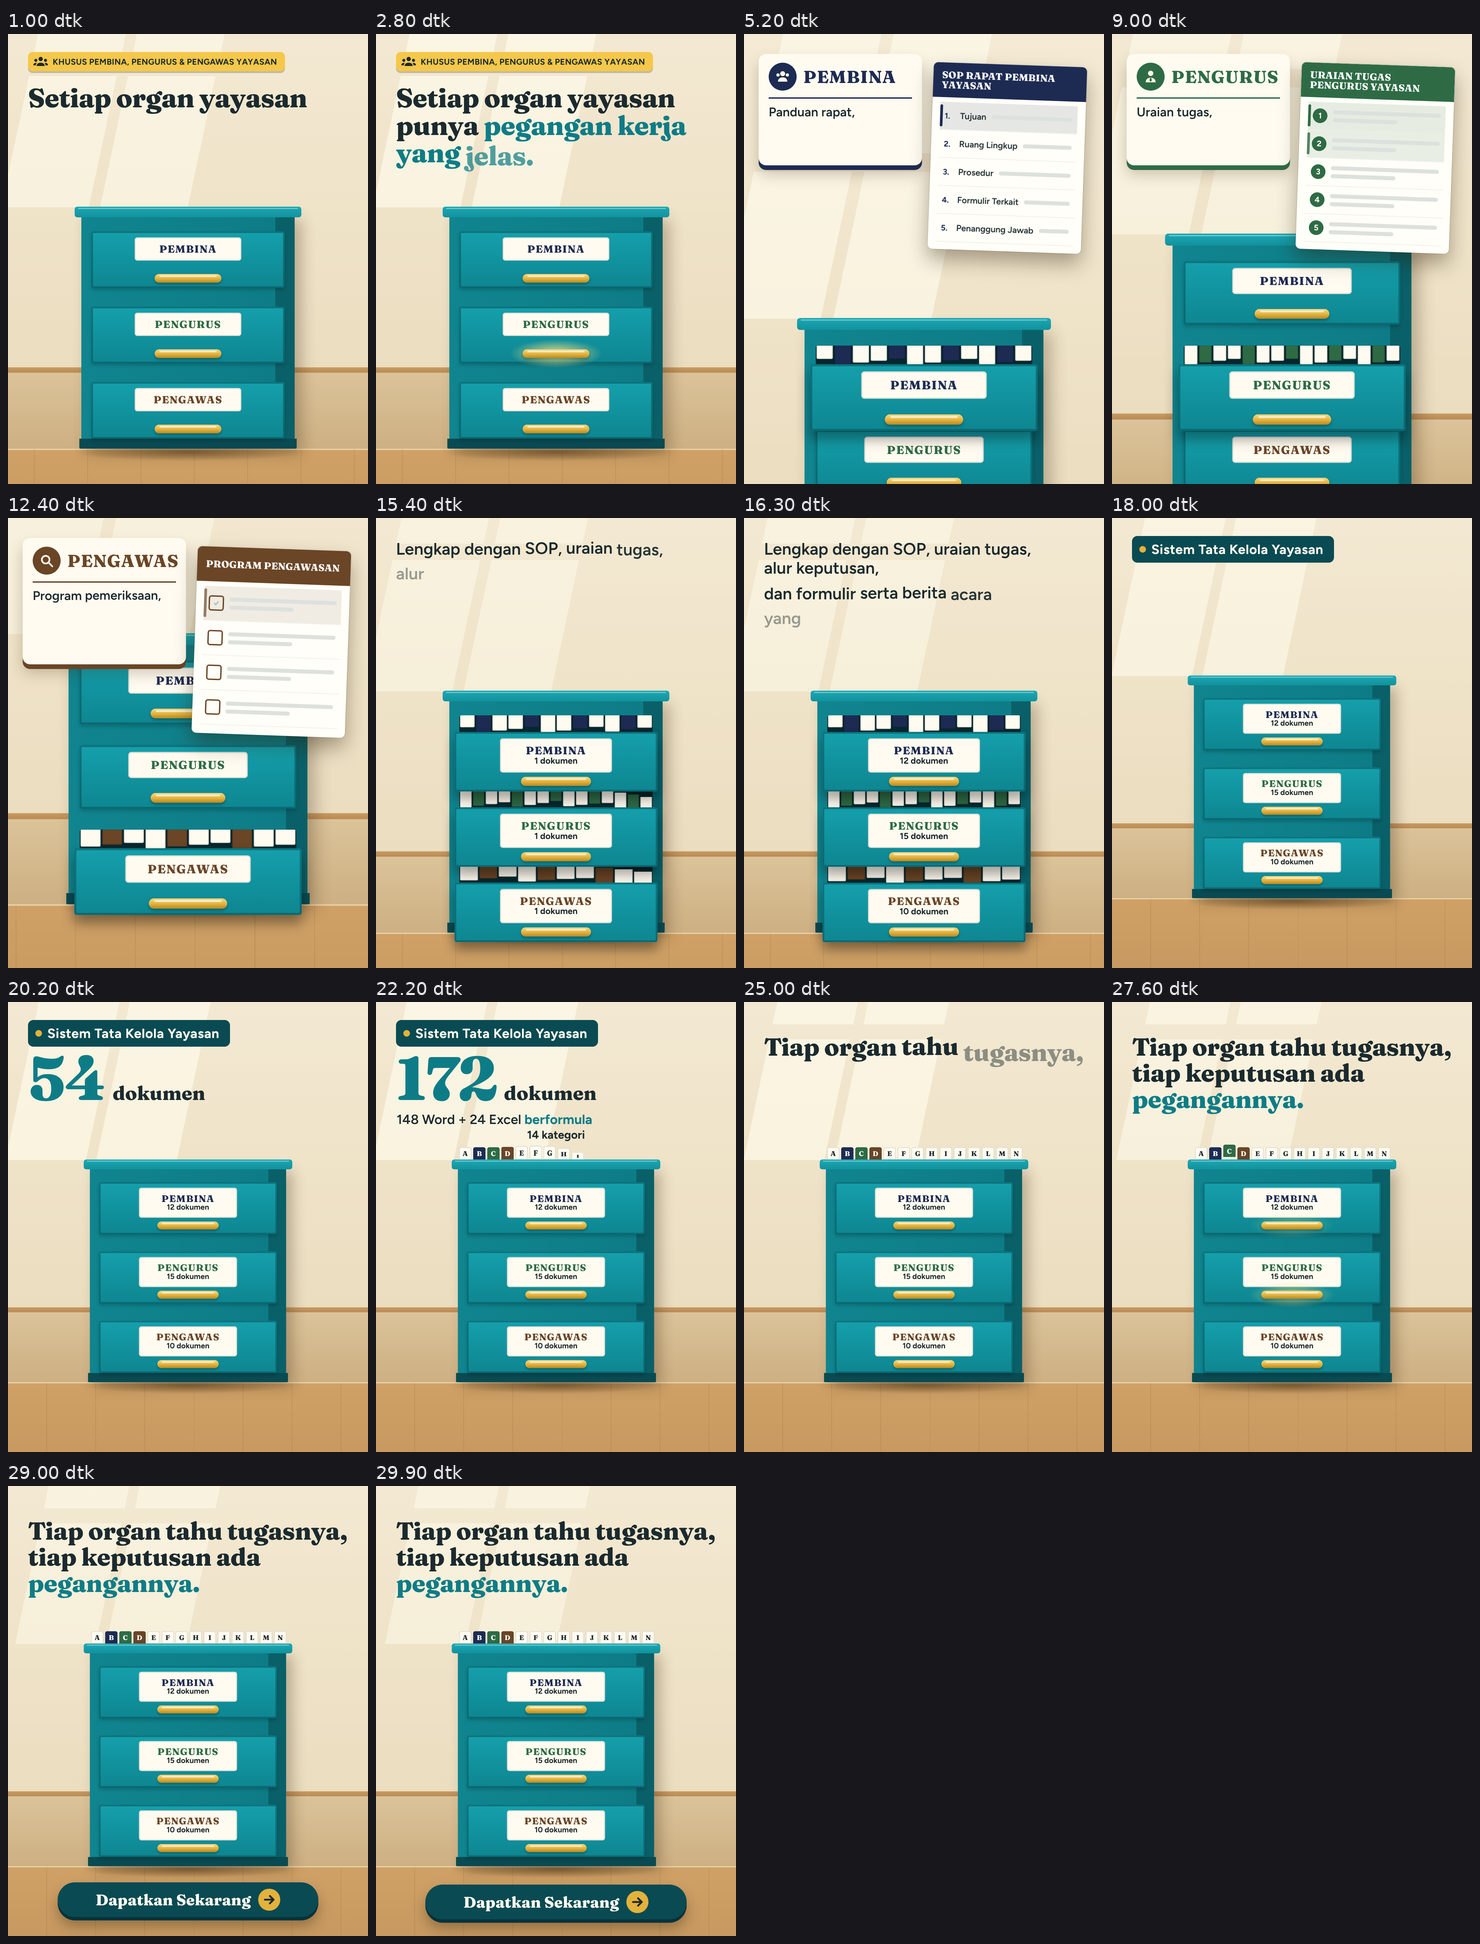 1.00 dtk
KHUSUS PEMBINA, PENGURUS & PENGAWAS YAYASAN
Setiap organ yayasan
PEMBINA
PENGURUS
PENGAWAS
2.80 dtk
KHUSUS PEMBINA, PENGURUS & PENGAWAS YAYASAN
Setiap organ yayasan
punya pegangan kerja
yang jelas.
PEMBINA
PENGURUS
PENGAWAS
5.20 dtk
PEMBINA
Panduan rapat,
SOP RAPAT PEMBINA
YAYASAN
1. Tujuan
2. Ruang Lingkup
3. Prosedur
4. Formulir Terkait
5. Penanggung Jawab
PEMBINA
PENGURUS
9.00 dtk
PENGURUS
Uraian tugas,
URAIAN TUGAS
PENGURUS YAYASAN
1
2
3
4
5
PEMBINA
PENGURUS
PENGAWAS
12.40 dtk
PENGAWAS
Program pemeriksaan,
PROGRAM PENGAWASAN
PEMB
PENGURUS
PENGAWAS
15.40 dtk
Lengkap dengan SOP, uraian tugas,
alur
PEMBINA
1 dokumen
PENGURUS
1 dokumen
PENGAWAS
1 dokumen
16.30 dtk
Lengkap dengan SOP, uraian tugas,
alur keputusan,
dan formulir serta berita acara
yang
PEMBINA
12 dokumen
PENGURUS
15 dokumen
PENGAWAS
10 dokumen
18.00 dtk
Sistem Tata Kelola Yayasan
PEMBINA
12 dokumen
PENGURUS
15 dokumen
PENGAWAS
10 dokumen
20.20 dtk
Sistem Tata Kelola Yayasan
54 dokumen
PEMBINA
12 dokumen
PENGURUS
15 dokumen
PENGAWAS
10 dokumen
22.20 dtk
Sistem Tata Kelola Yayasan
172 dokumen
148 Word + 24 Excel berformula
14 kategori
A B C D E F G H
PEMBINA
12 dokumen
PENGURUS
15 dokumen
PENGAWAS
10 dokumen
25.00 dtk
Tiap organ tahu tugasnya,
A B C D E F G H I J K L M N
PEMBINA
12 dokumen
PENGURUS
15 dokumen
PENGAWAS
10 dokumen
27.60 dtk
Tiap organ tahu tugasnya,
tiap keputusan ada
pegangannya.
A B C D E F G H I J K L M N
PEMBINA
12 dokumen
PENGURUS
15 dokumen
PENGAWAS
10 dokumen
29.00 dtk
Tiap organ tahu tugasnya,
tiap keputusan ada
pegangannya.
A B C D E F G H I J K L M N
PEMBINA
12 dokumen
PENGURUS
15 dokumen
PENGAWAS
10 dokumen
Dapatkan Sekarang
29.90 dtk
Tiap organ tahu tugasnya,
tiap keputusan ada
pegangannya.
A B C D E F G H I J K L M N
PEMBINA
12 dokumen
PENGURUS
15 dokumen
PENGAWAS
10 dokumen
Dapatkan Sekarang